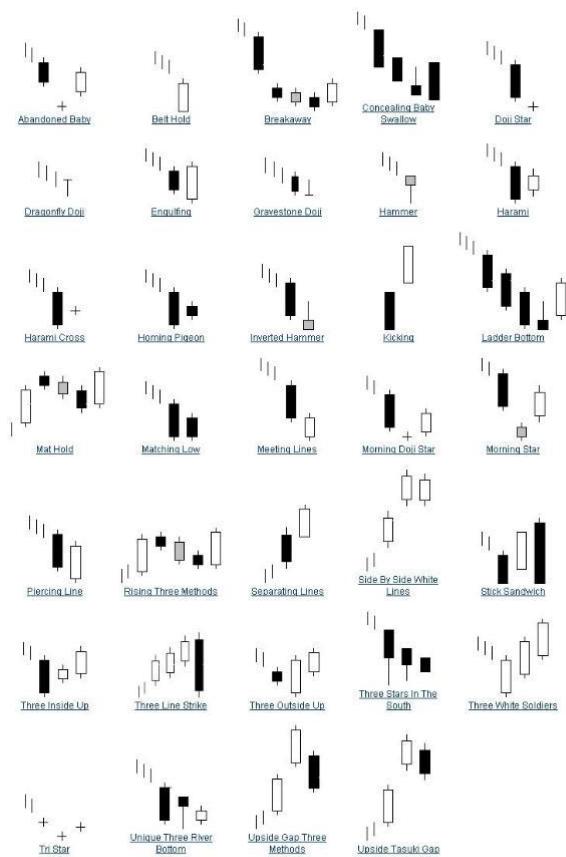 Abandoned Baby
Belt Hold
Breakaway
Concealing Baby
Swallow
Doji Star
Dragonfly Doji
Engulfing
Gravestone Doji
Hammer
Harami
Harami Cross
Homing Pigeon
Inverted Hammer
Kicking
Ladder Bottom
Mat Hold
Matching Low
Meeting Lines
Morning Doji Star
Morning Star
Piercing Line
Rising Three Methods
Separating Lines
Side By Side White
Lines
Stick Sandwich
Three Inside Up
Three Line Strike
Three Outside Up
Three Stars In The
South
Three White Soldiers
Tri Star
Unique Three River
Bottom
Upside Gap Three
Methods
Upside Tasuki Gap